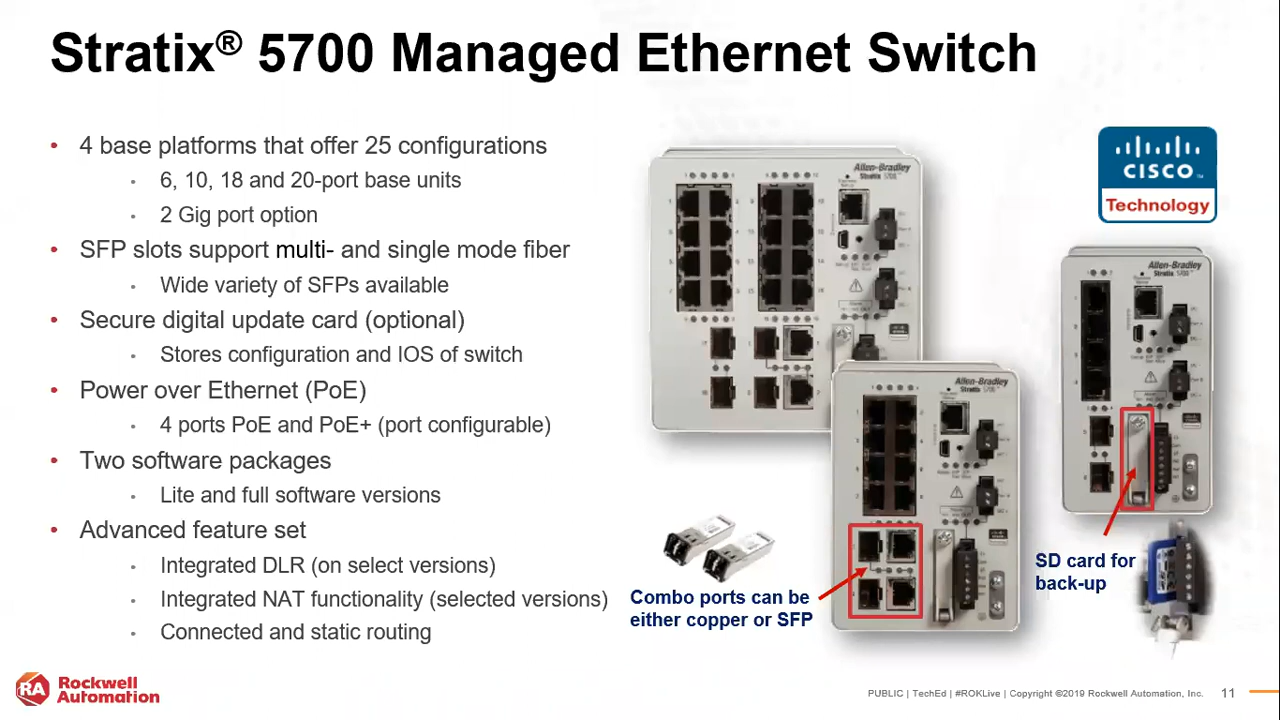 Stratix® 5700 Managed Ethernet Switch
• 4 base platforms that offer 25 configurations
• 6, 10, 18 and 20-port base units
• 2 Gig port option
• SFP slots support multi- and single mode fiber
• Wide variety of SFPs available
• Secure digital update card (optional)
• Stores configuration and IOS of switch
• Power over Ethernet (PoE)
• 4 ports PoE and PoE+ (port configurable)
• Two software packages
• Lite and full software versions
• Advanced feature set
• Integrated DLR (on select versions)
• Integrated NAT functionality (selected versions)
• Connected and static routing
Allen-Bradley
Stratix 5700™
CISCO™
Technology
Allen-Bradley
Stratix 5700™
Allen-Bradley
Stratix 5700™
Combo ports can be
either copper or SFP
SD card for
back-up
RA
Rockwell
Automation
PUBLIC | TechEd | #ROKLive | Copyright ©2019 Rockwell Automation, Inc.
11